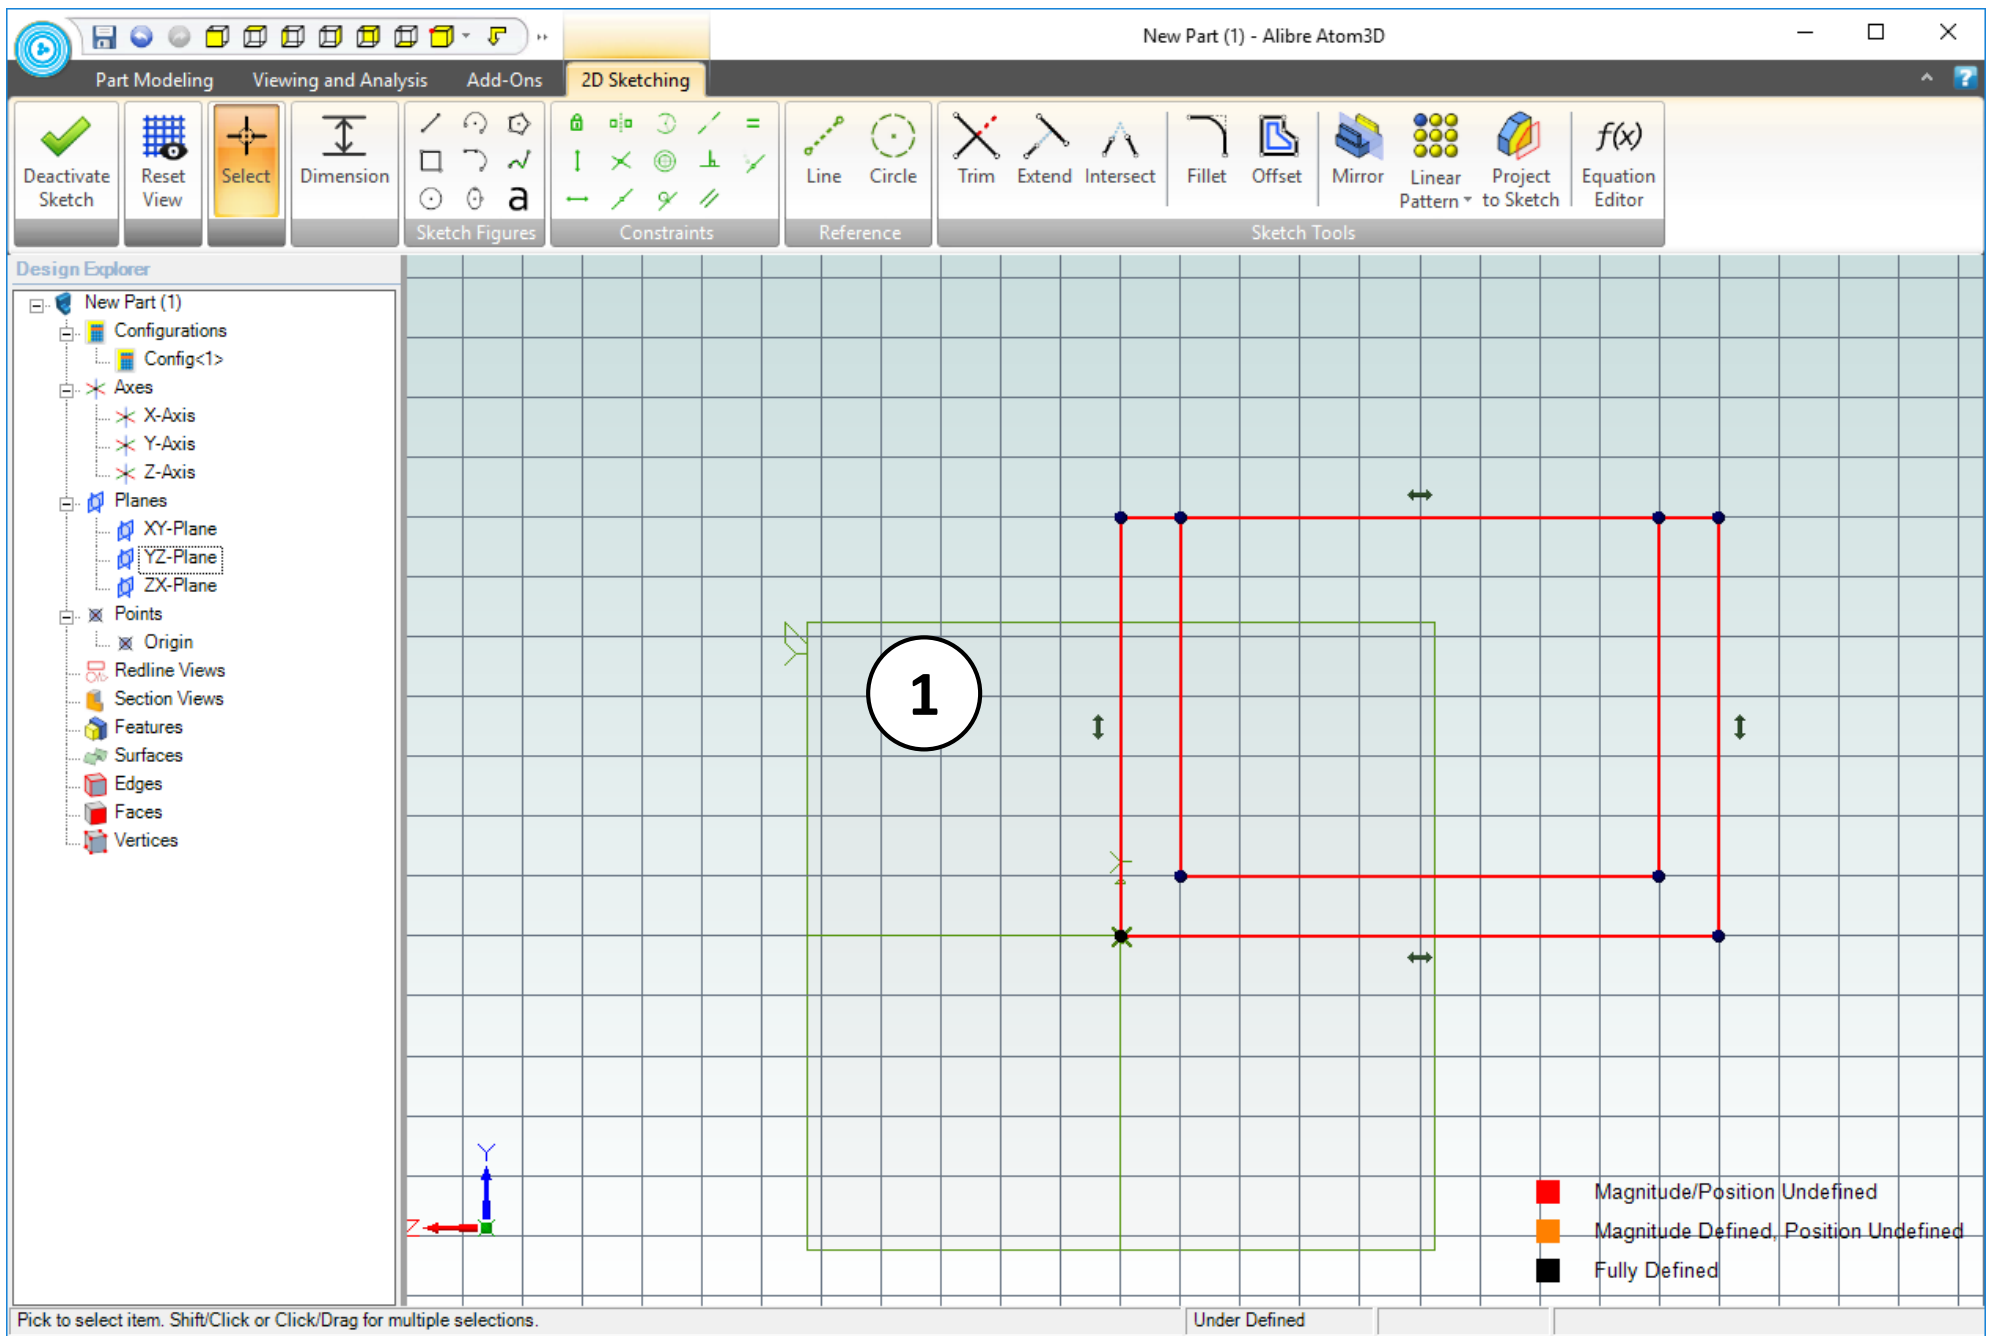 New Part (1) - Alibre Atom3D
Part Modeling
Viewing and Analysis
Add-Ons
2D Sketching
?
Deactivate Sketch
Reset View
Select
Dimension
a
Sketch Figures
Constraints
Line
Circle
Reference
Trim
Extend
Intersect
Fillet
Offset
Mirror
Linear Pattern
Project to Sketch
Sketch Tools
f(x)
Equation Editor
Design Explorer
New Part (1)
Configurations
Config<1>
Axes
X-Axis
Y-Axis
Z-Axis
Planes
XY-Plane
YZ-Plane
ZX-Plane
Points
Origin
Redline Views
Section Views
Features
Surfaces
Edges
Faces
Vertices
1
Y
Z
Magnitude/Position Undefined
Magnitude Defined, Position Undefined
Fully Defined
Pick to select item. Shift/Click or Click/Drag for multiple selections.
Under Defined